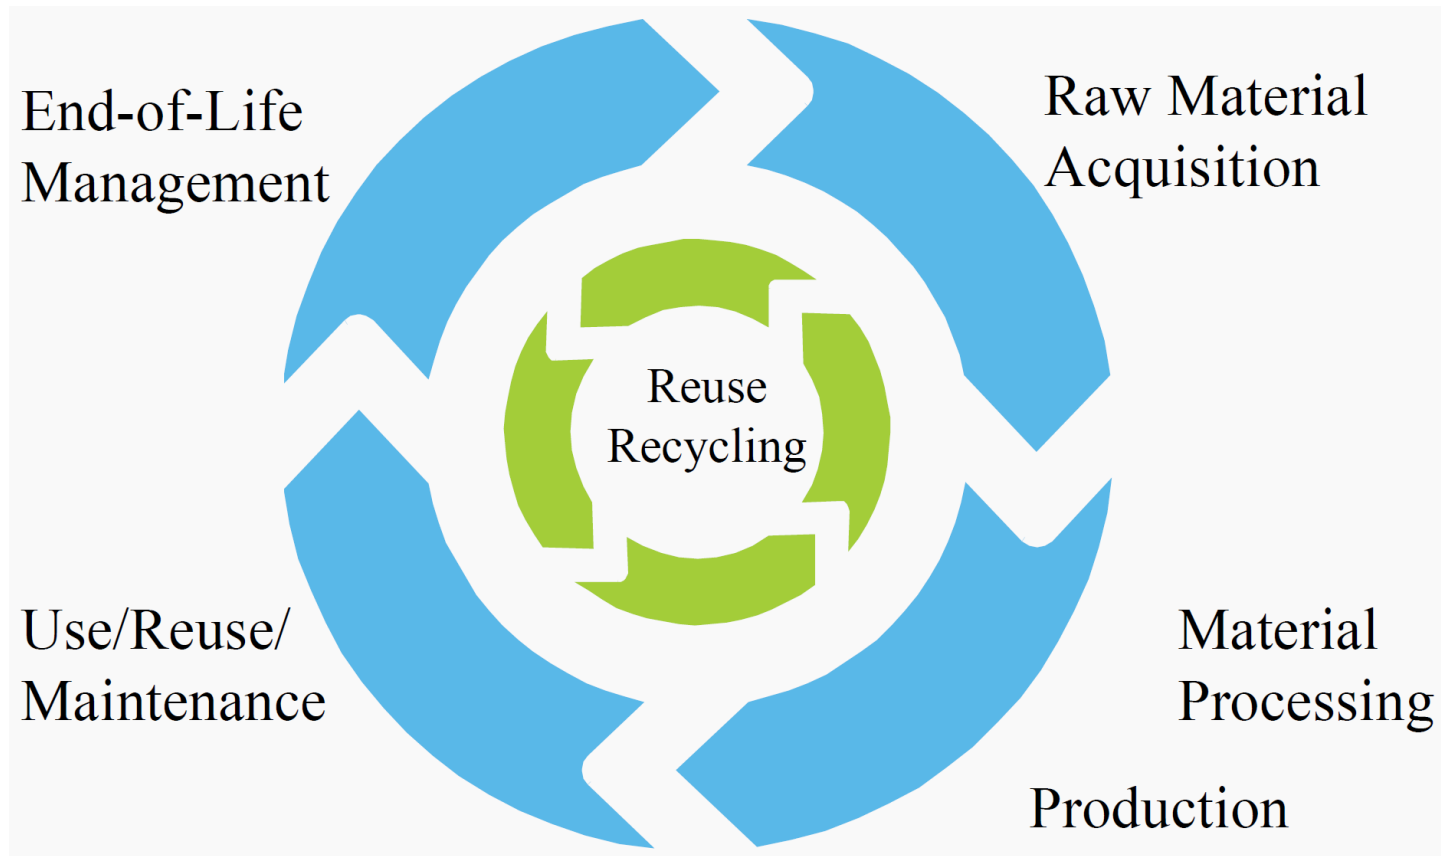 End-of-Life
Management
Raw Material
Acquisition
Reuse
Recycling
Use/Reuse/
Maintenance
Material
Processing
Production